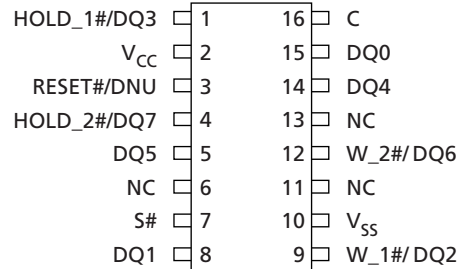 HOLD_1#/DQ3 1 16 C
VCC 2 15 DQ0
RESET#/DNU 3 14 DQ4
HOLD_2#/DQ7 4 13 NC
DQ5 5 12 W_2#/DQ6
NC 6 11 NC
S# 7 10 VSS
DQ1 8 9 W_1#/DQ2